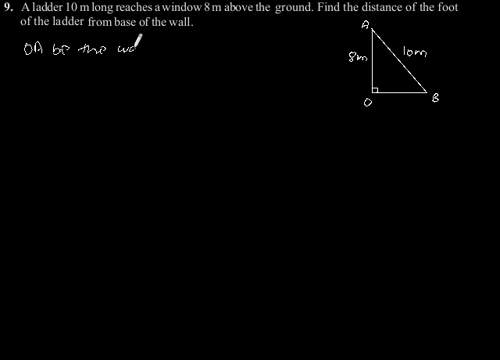 9. A ladder 10 m long reaches a window 8 m above the ground. Find the distance of the foot
of the ladder from base of the wall.
OA be the
A
8m
10m
O
B